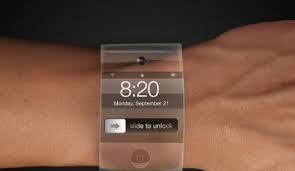 8:20
Monday, September 21
slide to unlock